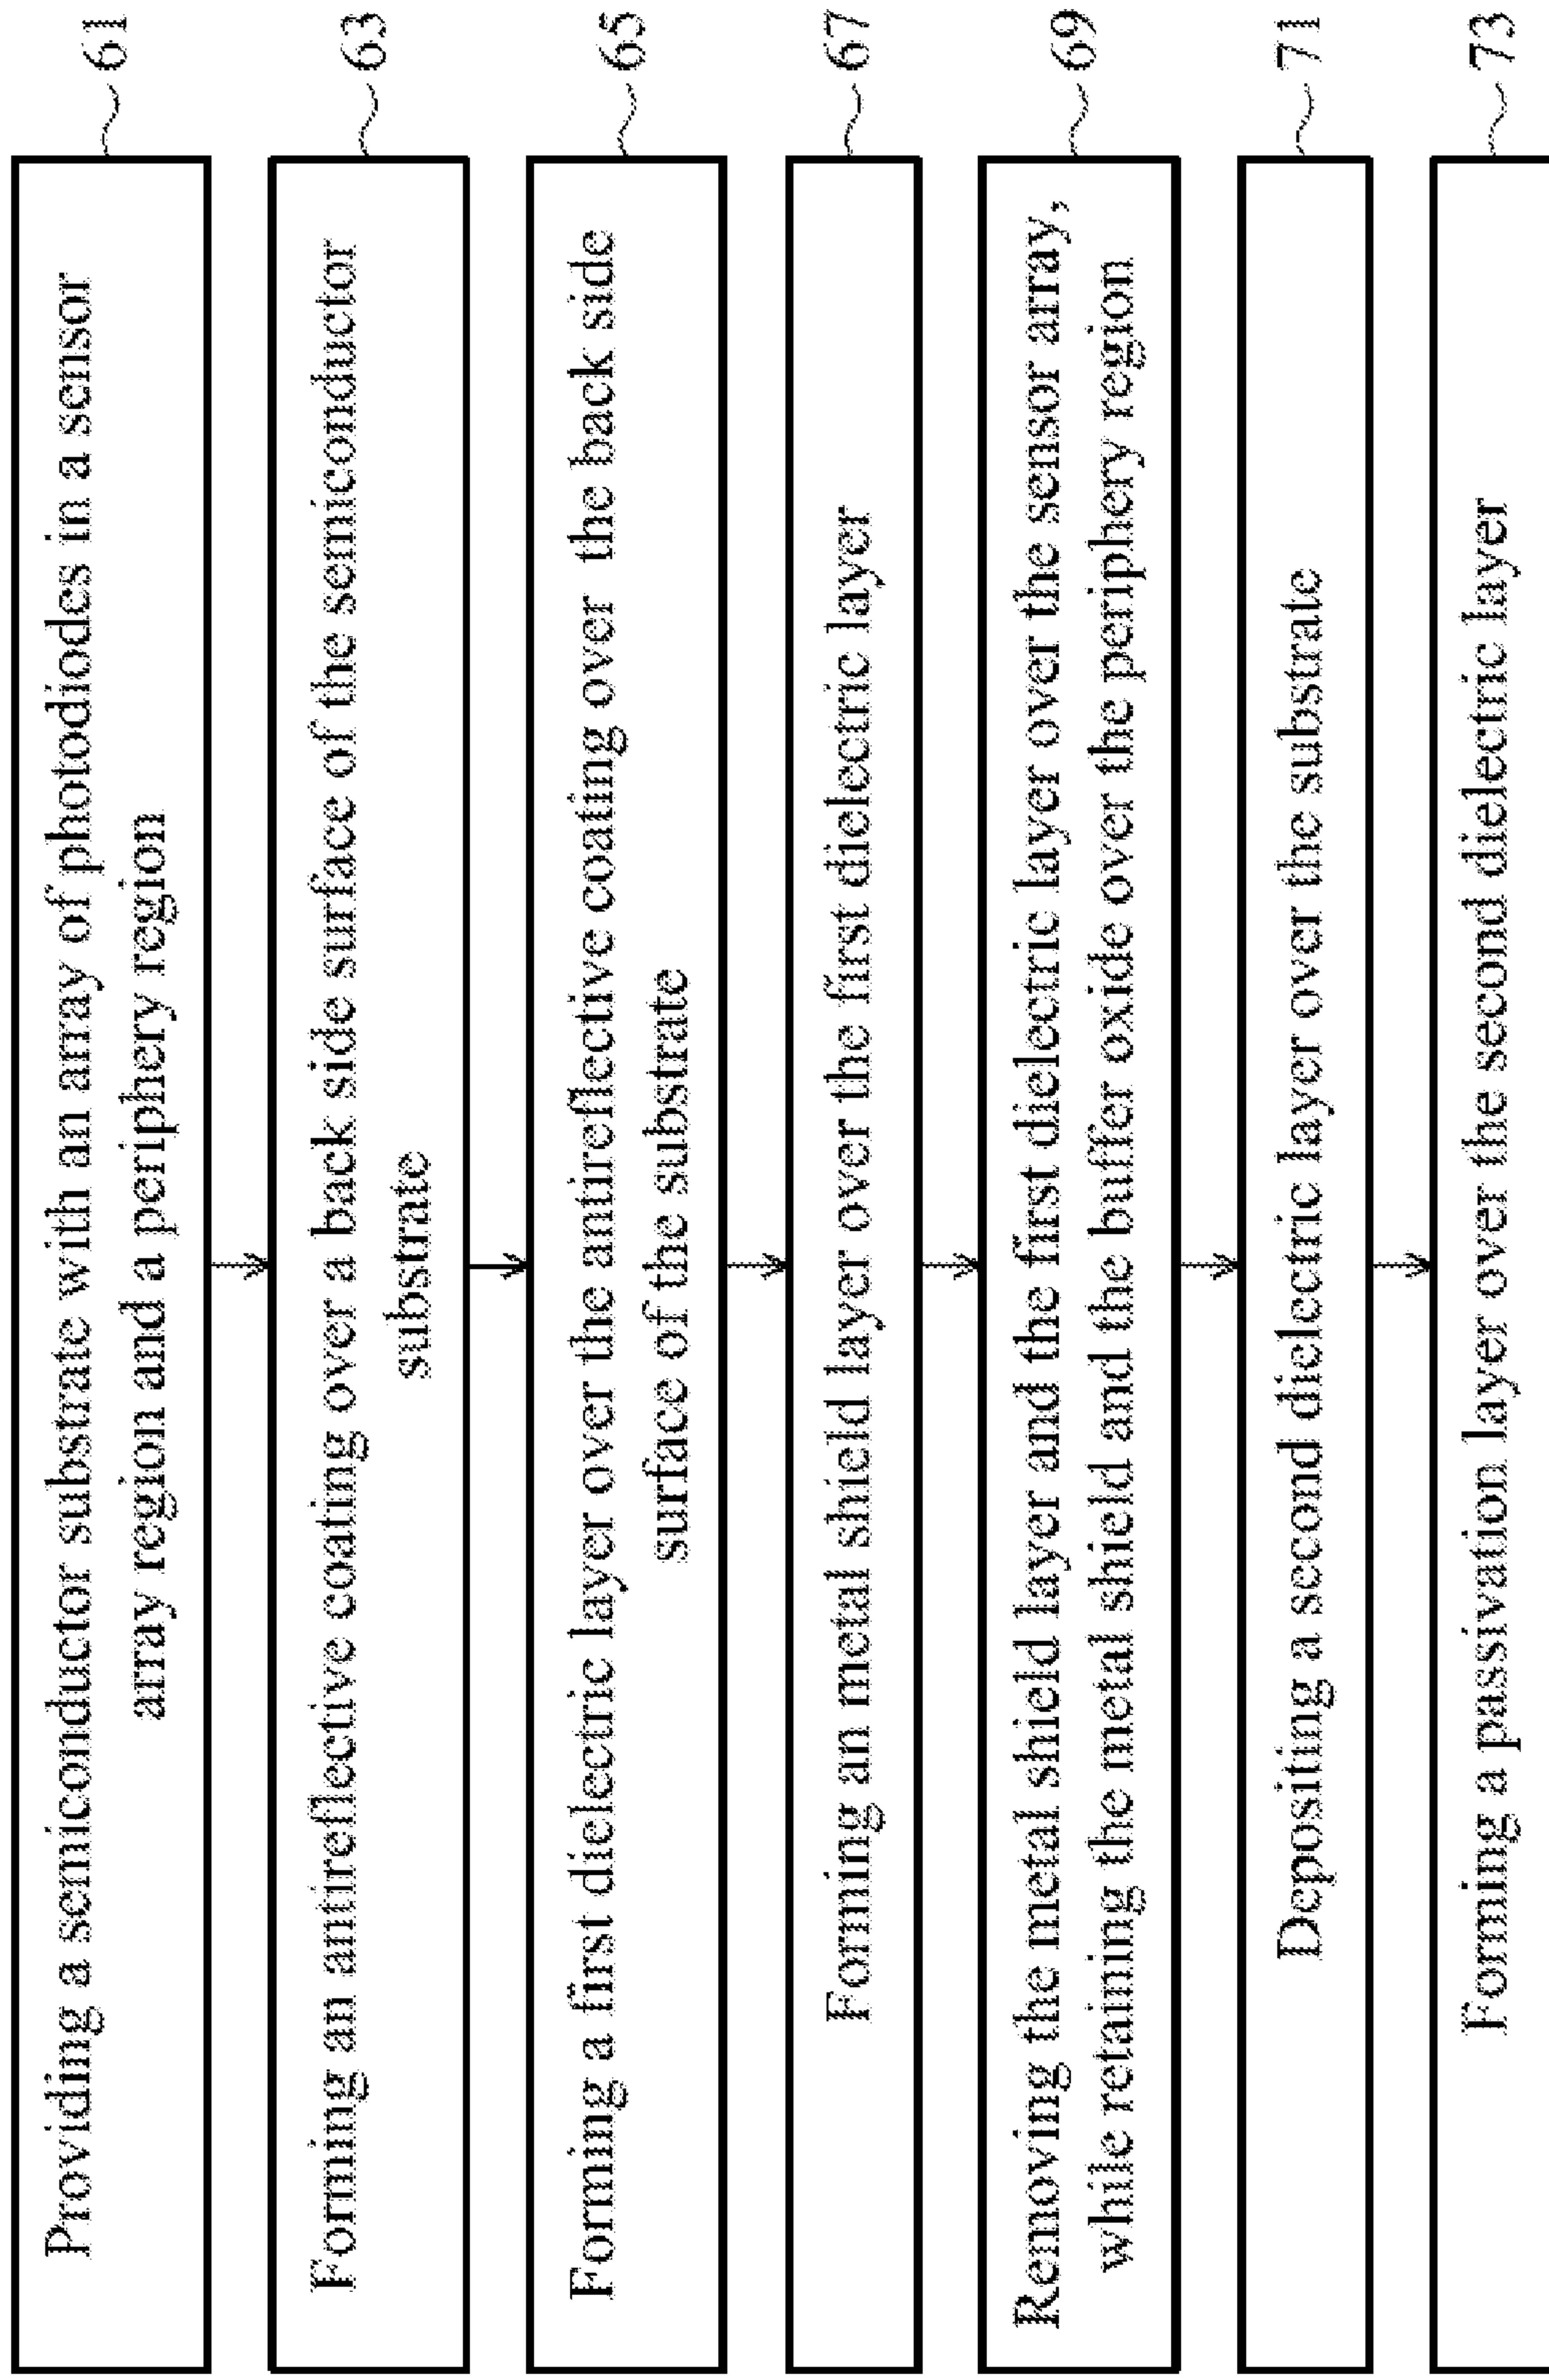 Providing a semiconductor substrate with an array of photodiodes in a sensor
array region and a periphery region
61
Forming an antireflective coating over a back side surface of the semiconductor
substrate
63
Forming a first dielectric layer over the antireflective coating over the back side
surface of the substrate
65
Forming an metal shield layer over the first dielectric layer
67
Removing the metal shield layer and the first dielectric layer over the sensor array,
while retaining the metal shield and the buffer oxide over the periphery region
69
Depositing a second dielectric layer over the substrate
71
Forming a passivation layer over the second dielectric layer
73